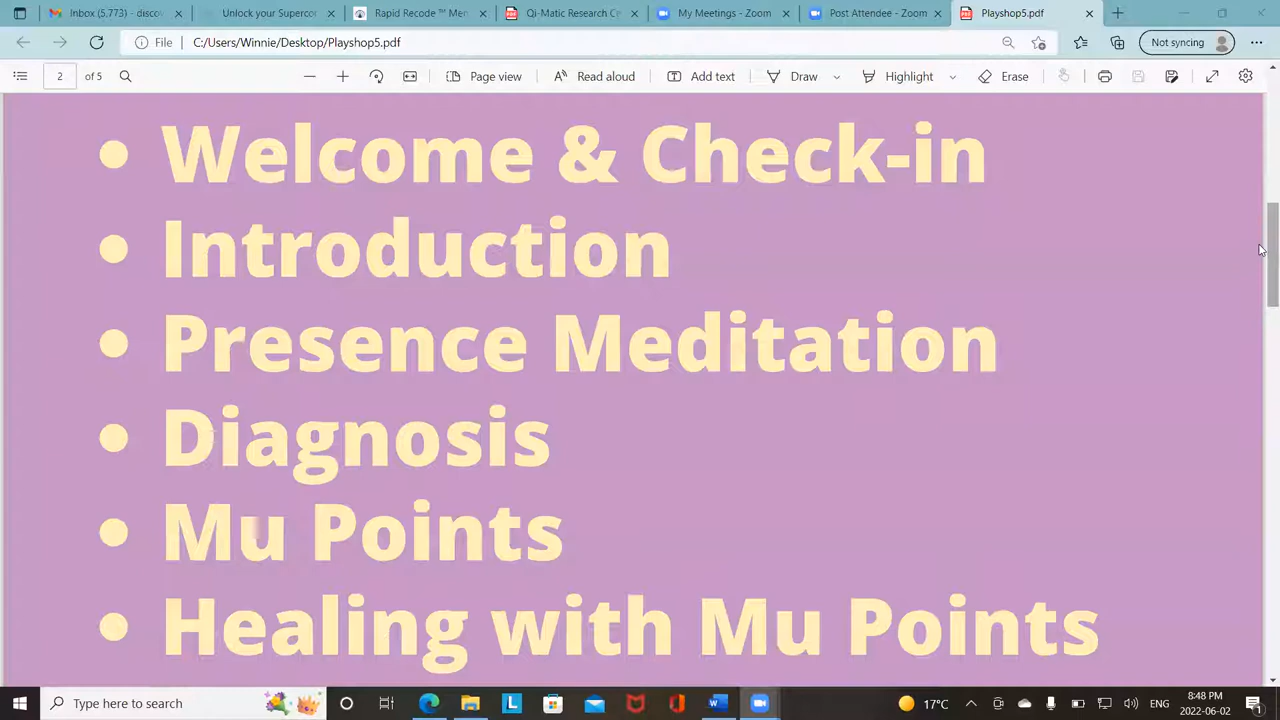 Inbox (5,773) - discov
Unlock your Superco
Rapid Recode™ Mer
Qi-Matic Research Ce
My Meetings - Zoom
Post Attendee - Zoom
Playshop5.pdf
File
C:/Users/Winnie/Desktop/Playshop5.pdf
Not syncing
2 of 5
Page view
Read aloud
Add text
Draw
Highlight
Erase
• Welcome & Check-in
• Introduction
• Presence Meditation
• Diagnosis
• Mu Points
• Healing with Mu Points
Type here to search
17°C
ENG
8:48 PM
2022-06-02